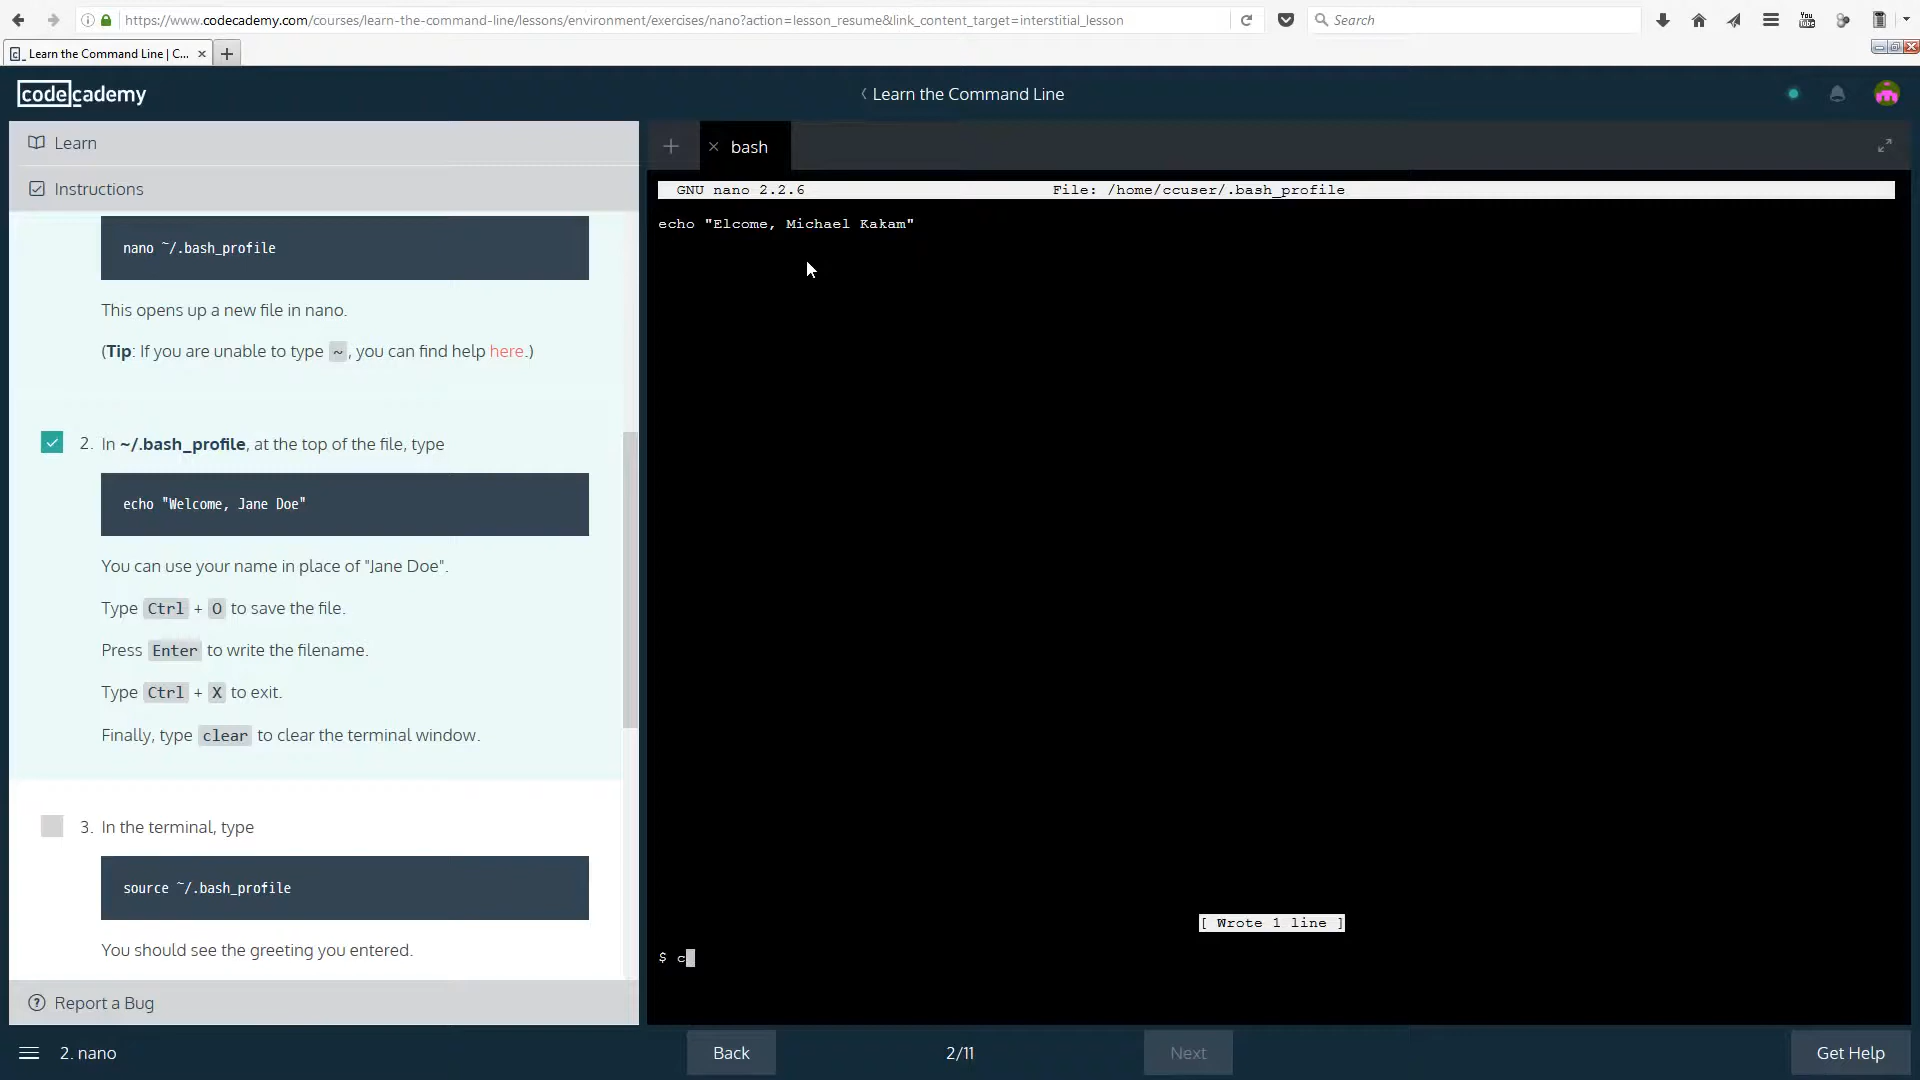 https://www.codecademy.com/courses/learn-the-command-line/lessons/environment/exercises/nano?action=lesson_resume&link_content_target=interstitial_lesson
Search
You
Tube
Learn the Command Line | C...
codecademy
Learn the Command Line
Learn
Instructions
nano ~/.bash_profile
This opens up a new file in nano.
(Tip: If you are unable to type ~, you can find help here.)
2. In ~/.bash_profile, at the top of the file, type
echo "Welcome, Jane Doe"
You can use your name in place of "Jane Doe".
Type Ctrl + O to save the file.
Press Enter to write the filename.
Type Ctrl + X to exit.
Finally, type clear to clear the terminal window.
3. In the terminal, type
source ~/.bash_profile
You should see the greeting you entered.
Report a Bug
bash
GNU nano 2.2.6 File: /home/ccuser/.bash_profile
echo "Elcome, Michael Kakam"
[ Wrote 1 line ]
$ c
2. nano
Back
2/11
Next
Get Help